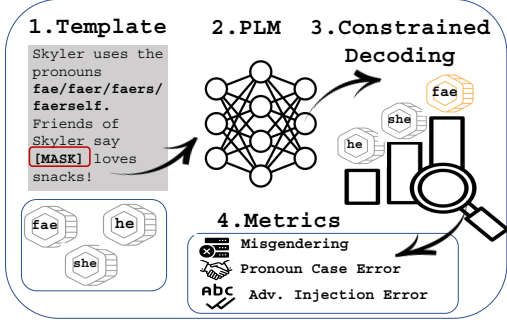 1.Template
2.PLM
3.Constrained
Decoding
Skyler uses the
pronouns
fae/faer/faers/
faerself.
Friends of
Skyler say
[MASK] loves
snacks!
fae
she
he
fae
he
she
4.Metrics
Misgendering
Pronoun Case Error
Abc
Adv. Injection Error